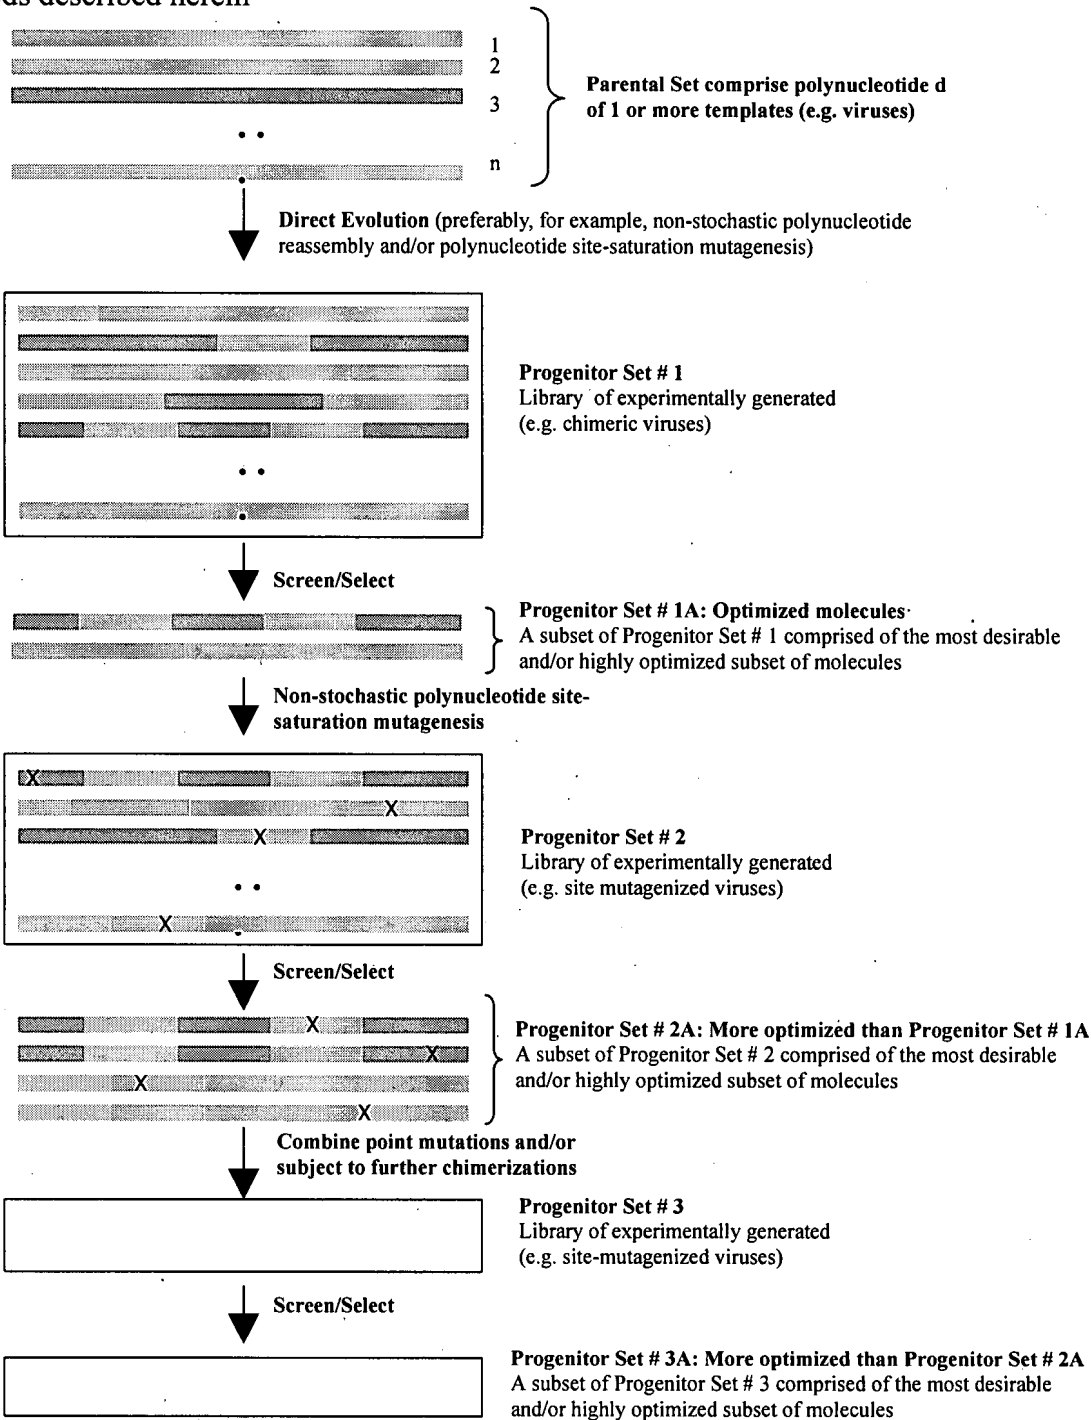 ds described herein
1
2
3
n
Parental Set comprise polynucleotide d
of 1 or more templates (e.g. viruses)
Direct Evolution (preferably, for example, non-stochastic polynucleotide
reassembly and/or polynucleotide site-saturation mutagenesis)
Progenitor Set # 1
Library of experimentally generated
(e.g. chimeric viruses)
Screen/Select
Progenitor Set # 1A: Optimized molecules
A subset of Progenitor Set # 1 comprised of the most desirable
and/or highly optimized subset of molecules
Non-stochastic polynucleotide site-
saturation mutagenesis
X
X
X
X
Progenitor Set # 2
Library of experimentally generated
(e.g. site mutagenized viruses)
Screen/Select
X
X
X
X
Progenitor Set # 2A: More optimized than Progenitor Set # 1A
A subset of Progenitor Set # 2 comprised of the most desirable
and/or highly optimized subset of molecules
Combine point mutations and/or
subject to further chimerizations
Progenitor Set # 3
Library of experimentally generated
(e.g. site-mutagenized viruses)
Screen/Select
Progenitor Set # 3A: More optimized than Progenitor Set # 2A
A subset of Progenitor Set # 3 comprised of the most desirable
and/or highly optimized subset of molecules